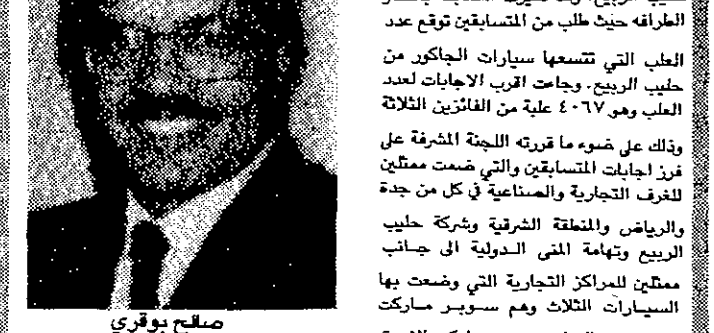 الطرافه حيث طلب من المتسابقين توقع عدد
العلب التي تتسعها سيارات الجاكور من
حليب الربيع. وجاءت اقرب الاجابات لعدد
العلب وهو ٤٠٦٧ علبة من الفائزين الثلاثة
وذلك على ضوء ما قررته اللجنة المشرفة على
فرز اجابات المتسابقين والتي ضمت ممثلين
للغرف التجارية والصناعية في كل من جدة
والرياض والمنطقة الشرقية وشركة حليب
الربيع وتهامة المنى الدولية الى جانب
ممثلين للمراكز التجارية التي وضعت بها
السيارات الثلاث وهم سوبر ماركت
صالح بوقري